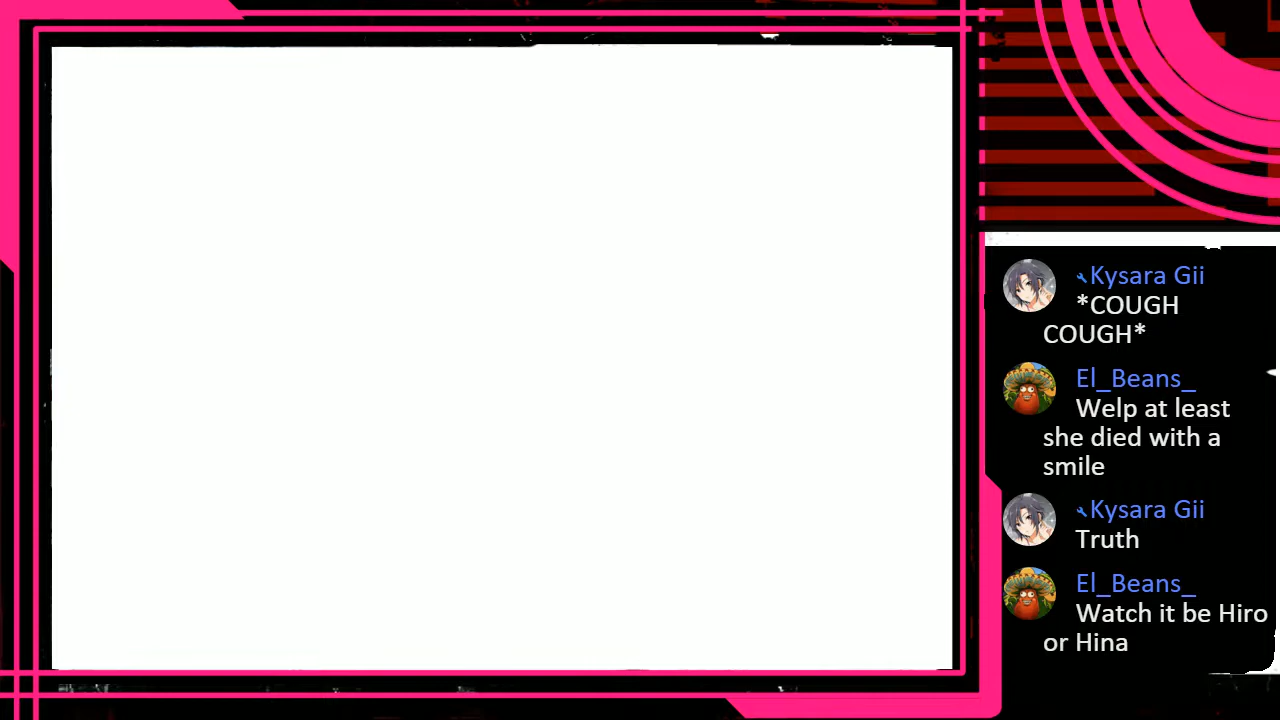 Kysara Gii
*COUGH
COUGH*
El_Beans_
Welp at least
she died with a
smile
Kysara Gii
Truth
El_Beans_
Watch it be Hiro
or Hina